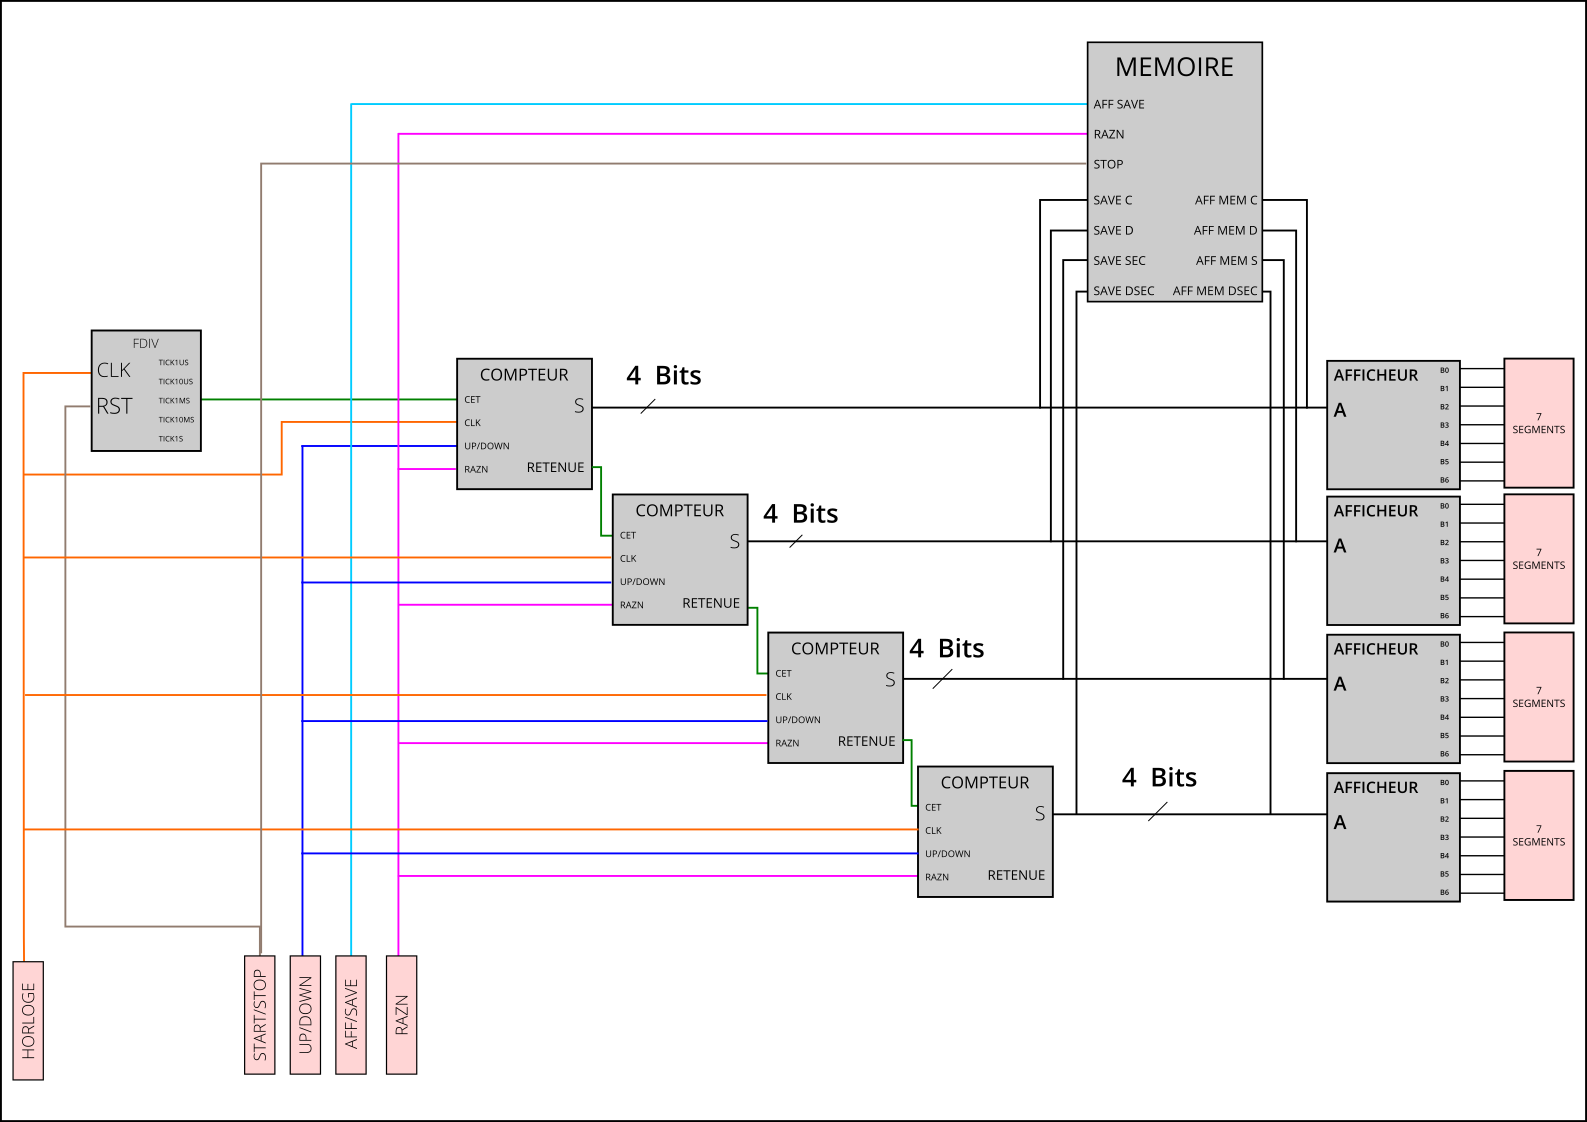 MEMOIRE
AFF SAVE
RAZN
STOP
SAVE C AFF MEM C
SAVE D AFF MEM D
SAVE SEC AFF MEM S
SAVE DSEC AFF MEM DSEC
FDIV
CLK
RST
TICK1US
TICK10US
TICK1MS
TICK10MS
TICK1S
COMPTEUR
CET
CLK
UP/DOWN
RAZN
S
RETENUE
4 Bits
AFFICHEUR
A
B0
B1
B2
B3
B4
B5
B6
7
SEGMENTS
COMPTEUR
CET
CLK
UP/DOWN
RAZN
S
RETENUE
4 Bits
AFFICHEUR
A
B0
B1
B2
B3
B4
B5
B6
7
SEGMENTS
COMPTEUR
CET
CLK
UP/DOWN
RAZN
S
RETENUE
4 Bits
AFFICHEUR
A
B0
B1
B2
B3
B4
B5
B6
7
SEGMENTS
COMPTEUR
CET
CLK
UP/DOWN
RAZN
S
RETENUE
4 Bits
AFFICHEUR
A
B0
B1
B2
B3
B4
B5
B6
7
SEGMENTS
HORLOGE
START/STOP
UP/DOWN
AFF/SAVE
RAZN